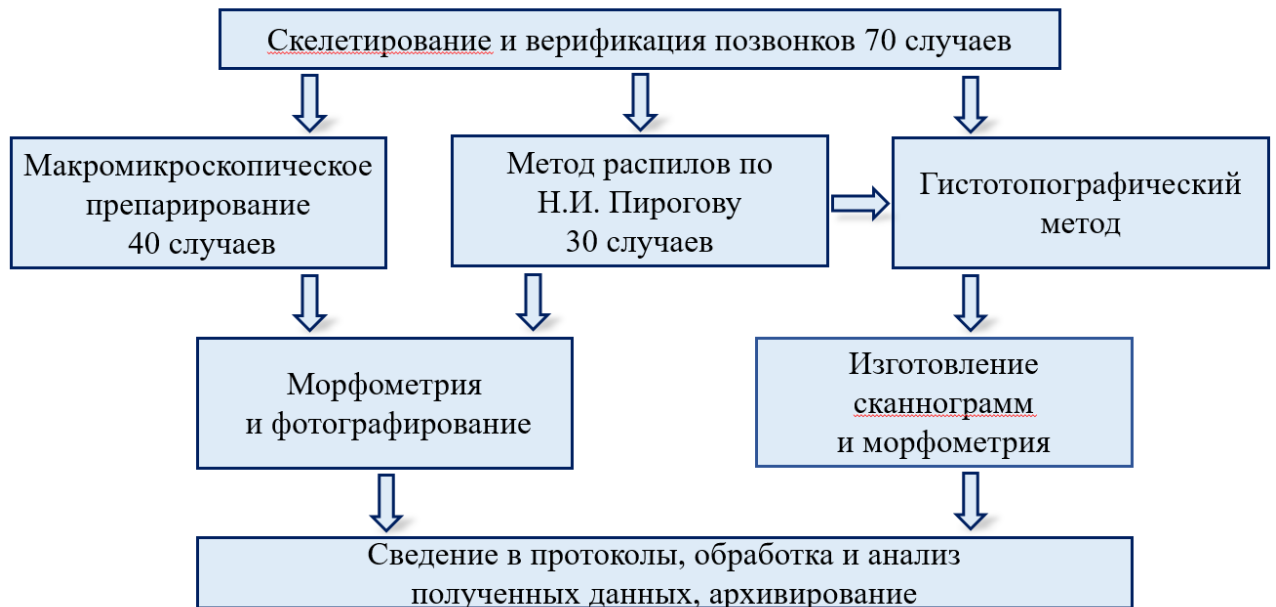 Скелетирование и верификация позвонков 70 случаев
Макромикроскопическое
препарирование
40 случаев
Метод распилов по
Н.И. Пирогову
30 случаев
Гистотопографический
метод
Морфометрия
и фотографирование
Изготовление
сканнограмм
и морфометрия
Сведение в протоколы, обработка и анализ
полученных данных, архивирование